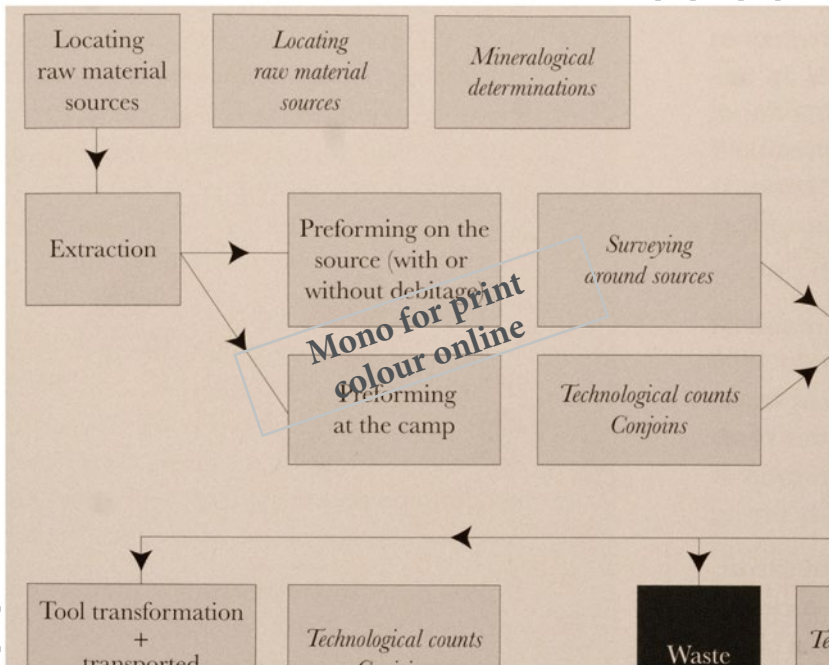 Locating
raw material
sources
Locating
raw material
sources
Mineralogical
determinations
Extraction
Preforming on the
source (with or
without debitage)
Surveying
around sources
Mono for print
colour online
Preforming
at the camp
Technological counts
Conjoins
Tool transformation
+
transported
Technological counts
Waste